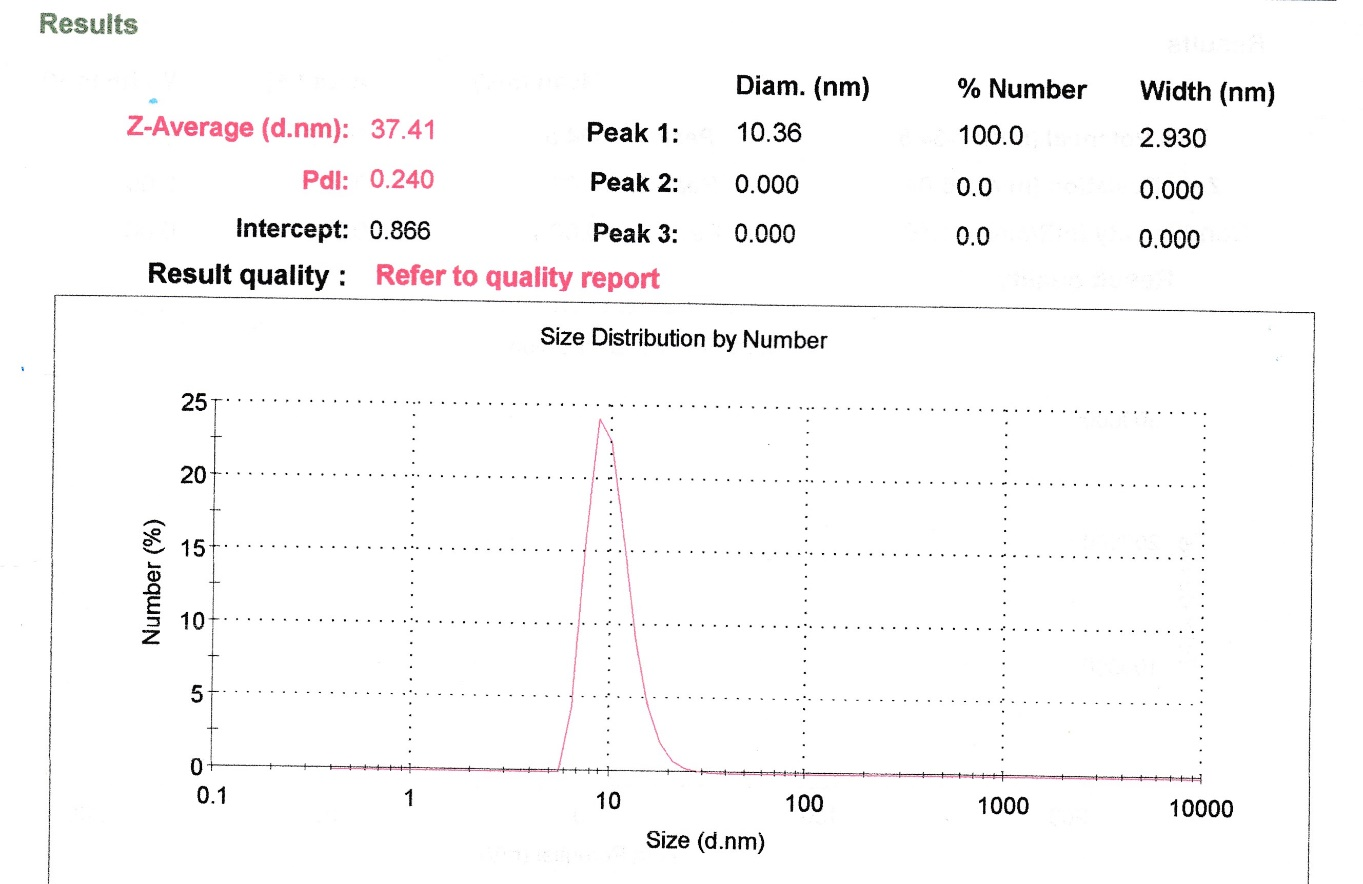 Results
Diam. (nm) % Number Width (nm)
Z-Average (d.nm): 37.41 Peak 1: 10.36 100.0 2.930
PdI: 0.240 Peak 2: 0.000 0.0 0.000
Intercept: 0.866 Peak 3: 0.000 0.0 0.000
Result quality : Refer to quality report
Size Distribution by Number
25
20
15
10
5
0
Number (%)
0.1 1 10 100 1000 10000
Size (d.nm)